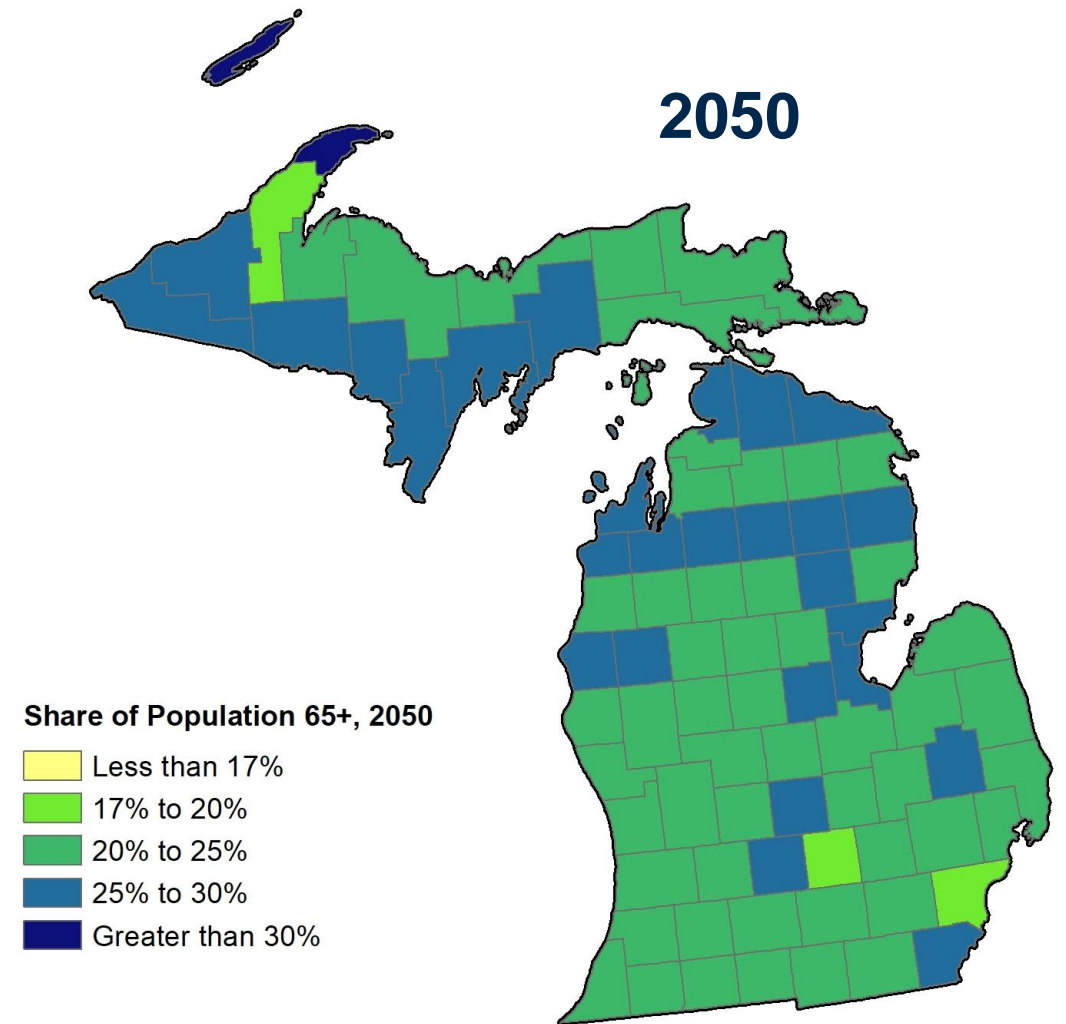 2050
Share of Population 65+, 2050
Less than 17%
17% to 20%
20% to 25%
25% to 30%
Greater than 30%